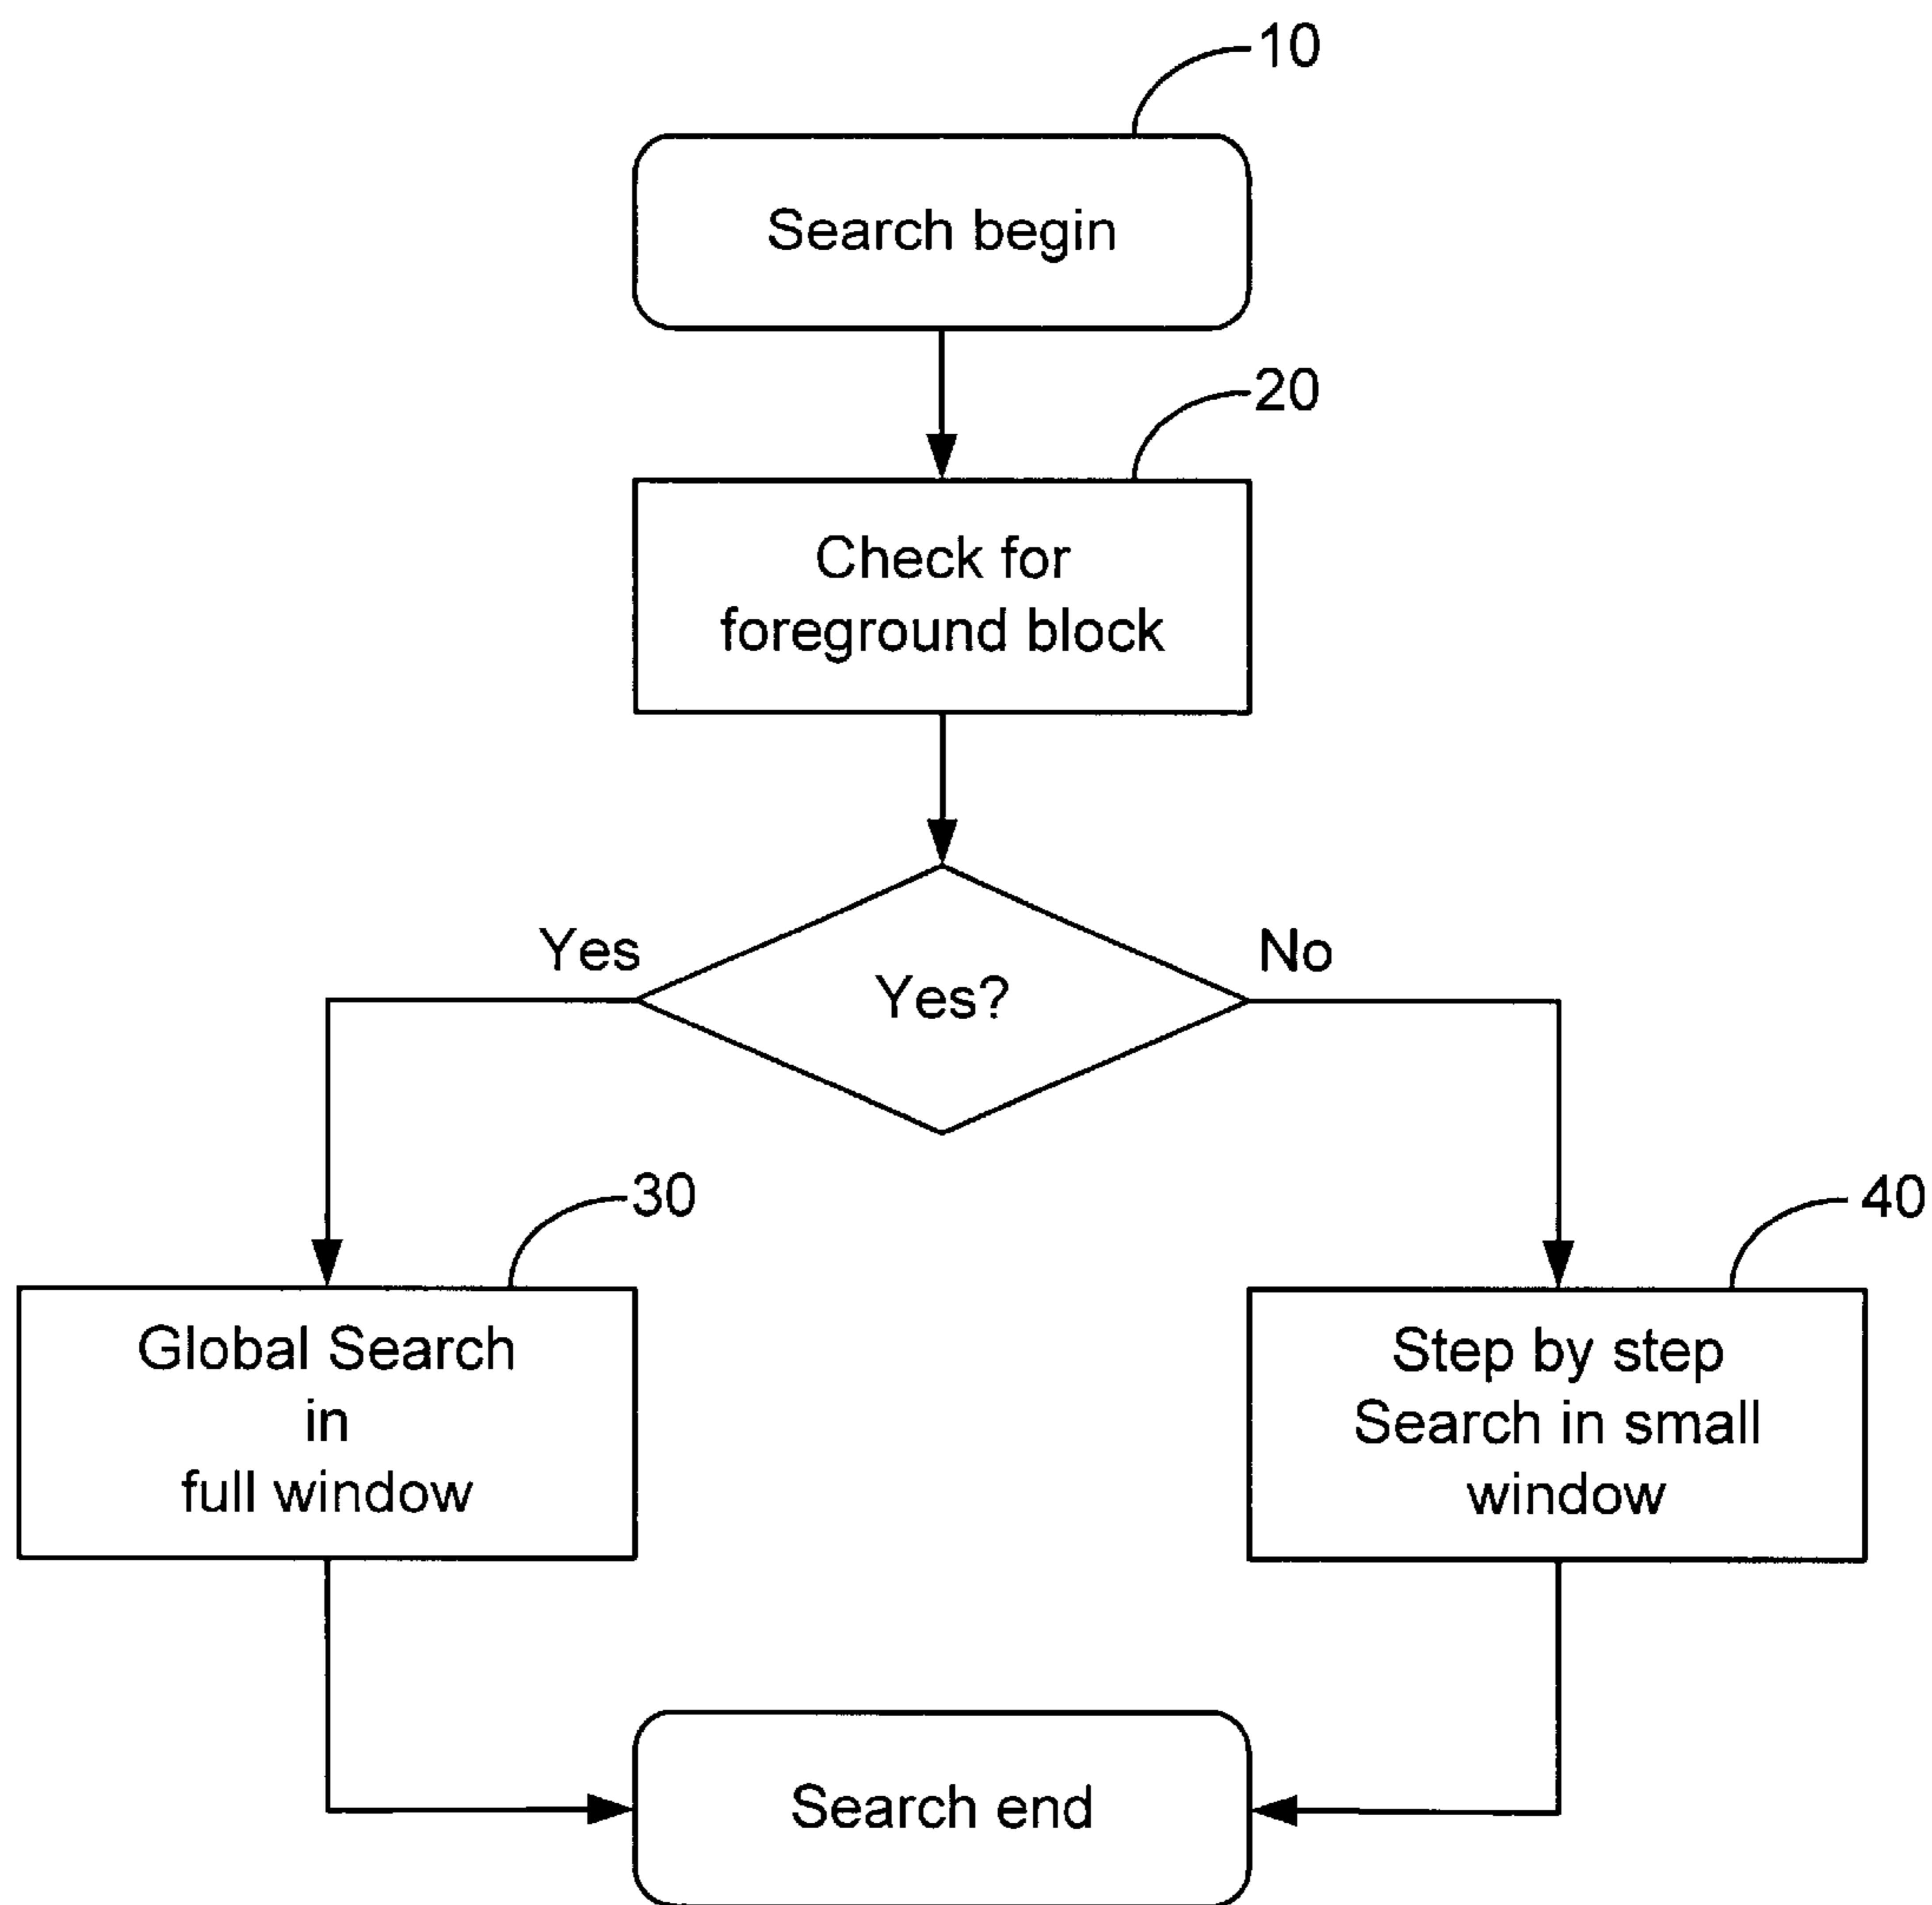 10
Search begin
20
Check for
foreground block
Yes
Yes?
No
30
40
Global Search
in
full window
Step by step
Search in small
window
Search end